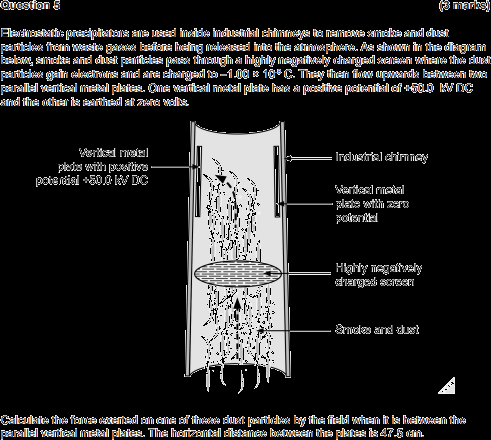 Question 5 (3 marks)
Electrostatic precipitators are used inside industrial chimneys to remove smoke and dust
particles from waste gases before being released into the atmosphere. As shown in the diagram
below, smoke and dust particles pass through a highly negatively charged screen where the dust
particles gain electrons and are charged to –1.00 × 10 C. They then flow upwards between two
parallel vertical metal plates. One vertical metal plate has a positive potential of +50.0 kV DC
and the other is earthed at zero volts.
Vertical metal
plate with positive
potential +50.0 kV DC
Industrial chimney
Vertical metal
plate with zero
potential
Highly negatively
charged screen
Smoke and dust
Calculate the force exerted on one of these dust particles by the field when it is between the
parallel vertical metal plates. The horizontal distance between the plates is 47.5 cm.